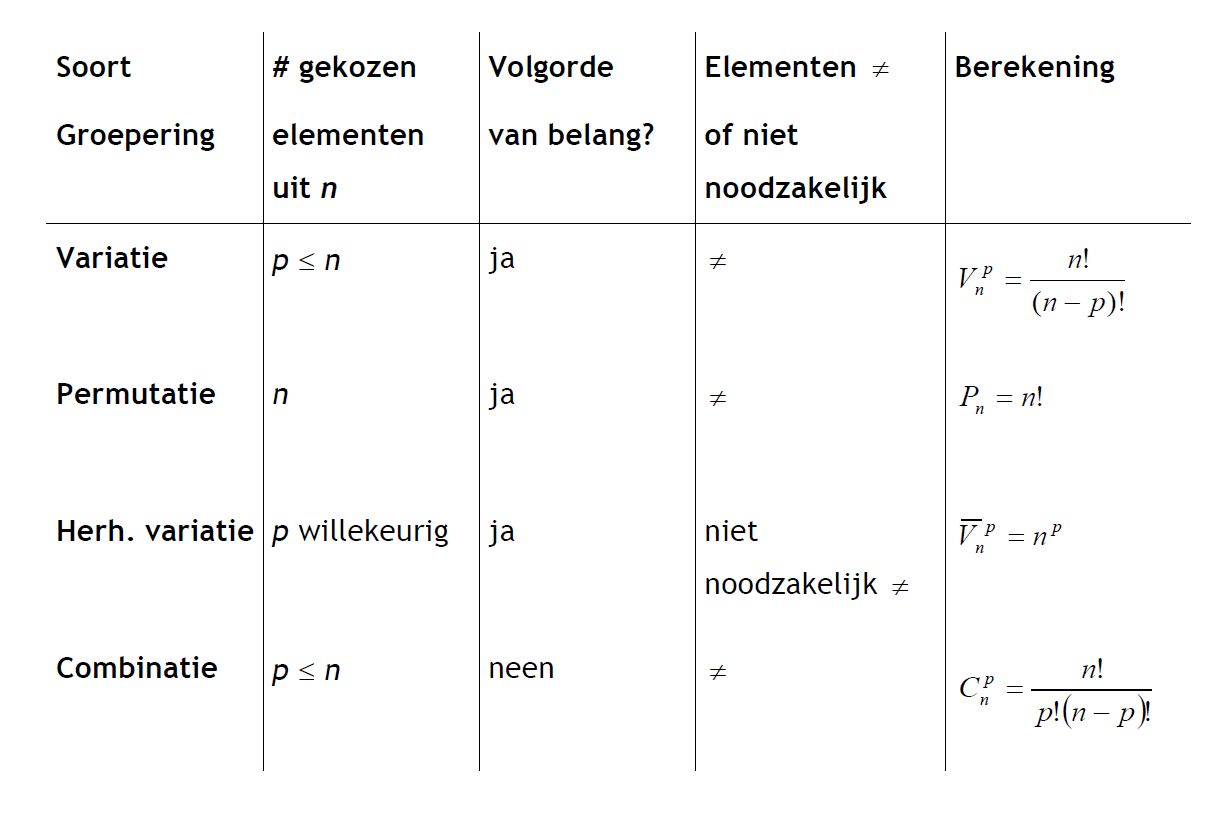 Soort # gekozen Volgorde Elementen ≠ Berekening
Groepering elementen van belang? of niet
uit n noodzakelijk
Variatie p ≤ n ja ≠ V_n^p = n! / (n − p)!
Permutatie n ja ≠ P_n = n!
Herh. variatie p willekeurig ja niet V̅_n^p = n^p
noodzakelijk ≠
Combinatie p ≤ n neen ≠ C_n^p = n! / p!(n − p)!